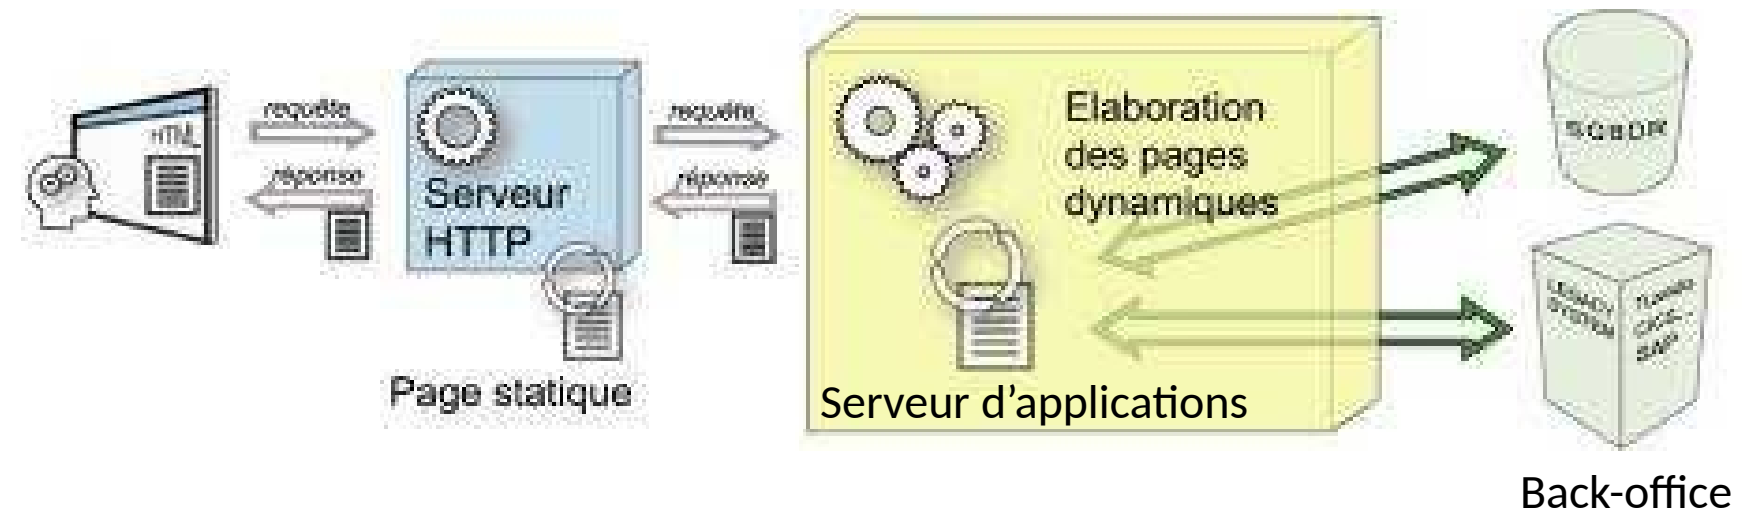 HTML
requête
réponse
Serveur
HTTP
Page statique
requête
réponse
Elaboration
des pages
dynamiques
Serveur d’applications
SGBDR
LEGACY
SYSTEM
SAP
Back-office